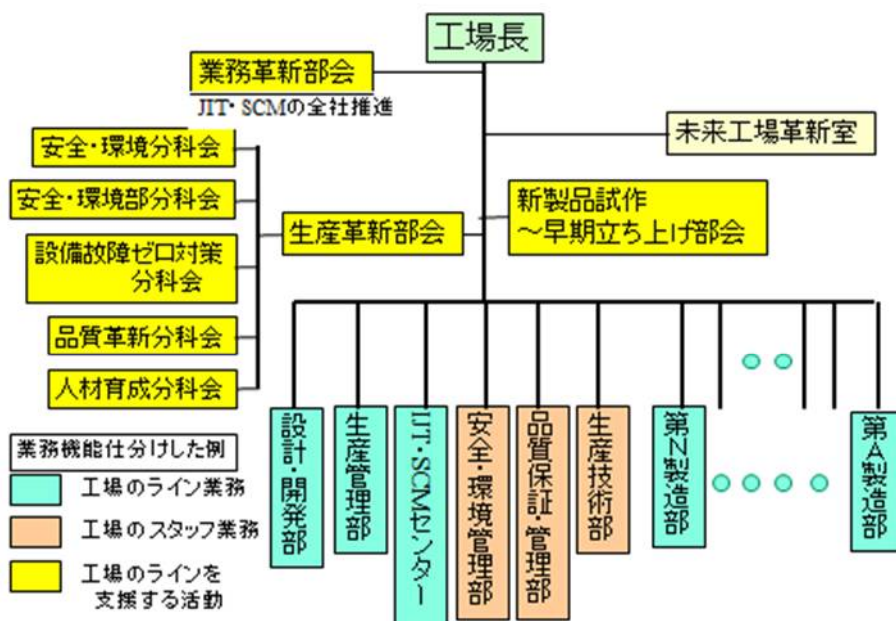 工場長
業務革新部会
JIT・SCMの全社推進
未来工場革新室
安全・環境分科会
安全・環境部分科会
設備故障ゼロ対策
分科会
品質革新分科会
人材育成分科会
生産革新部会
新製品試作
～早期立ち上げ部会
設計・開発部
生産管理部
IJT・SCMセンター
安全・環境管理部
品質保証・管理部
生産技術部
第N製造部
第A製造部
業務機能仕分けした例
工場のライン業務
工場のスタッフ業務
工場のラインを
支援する活動